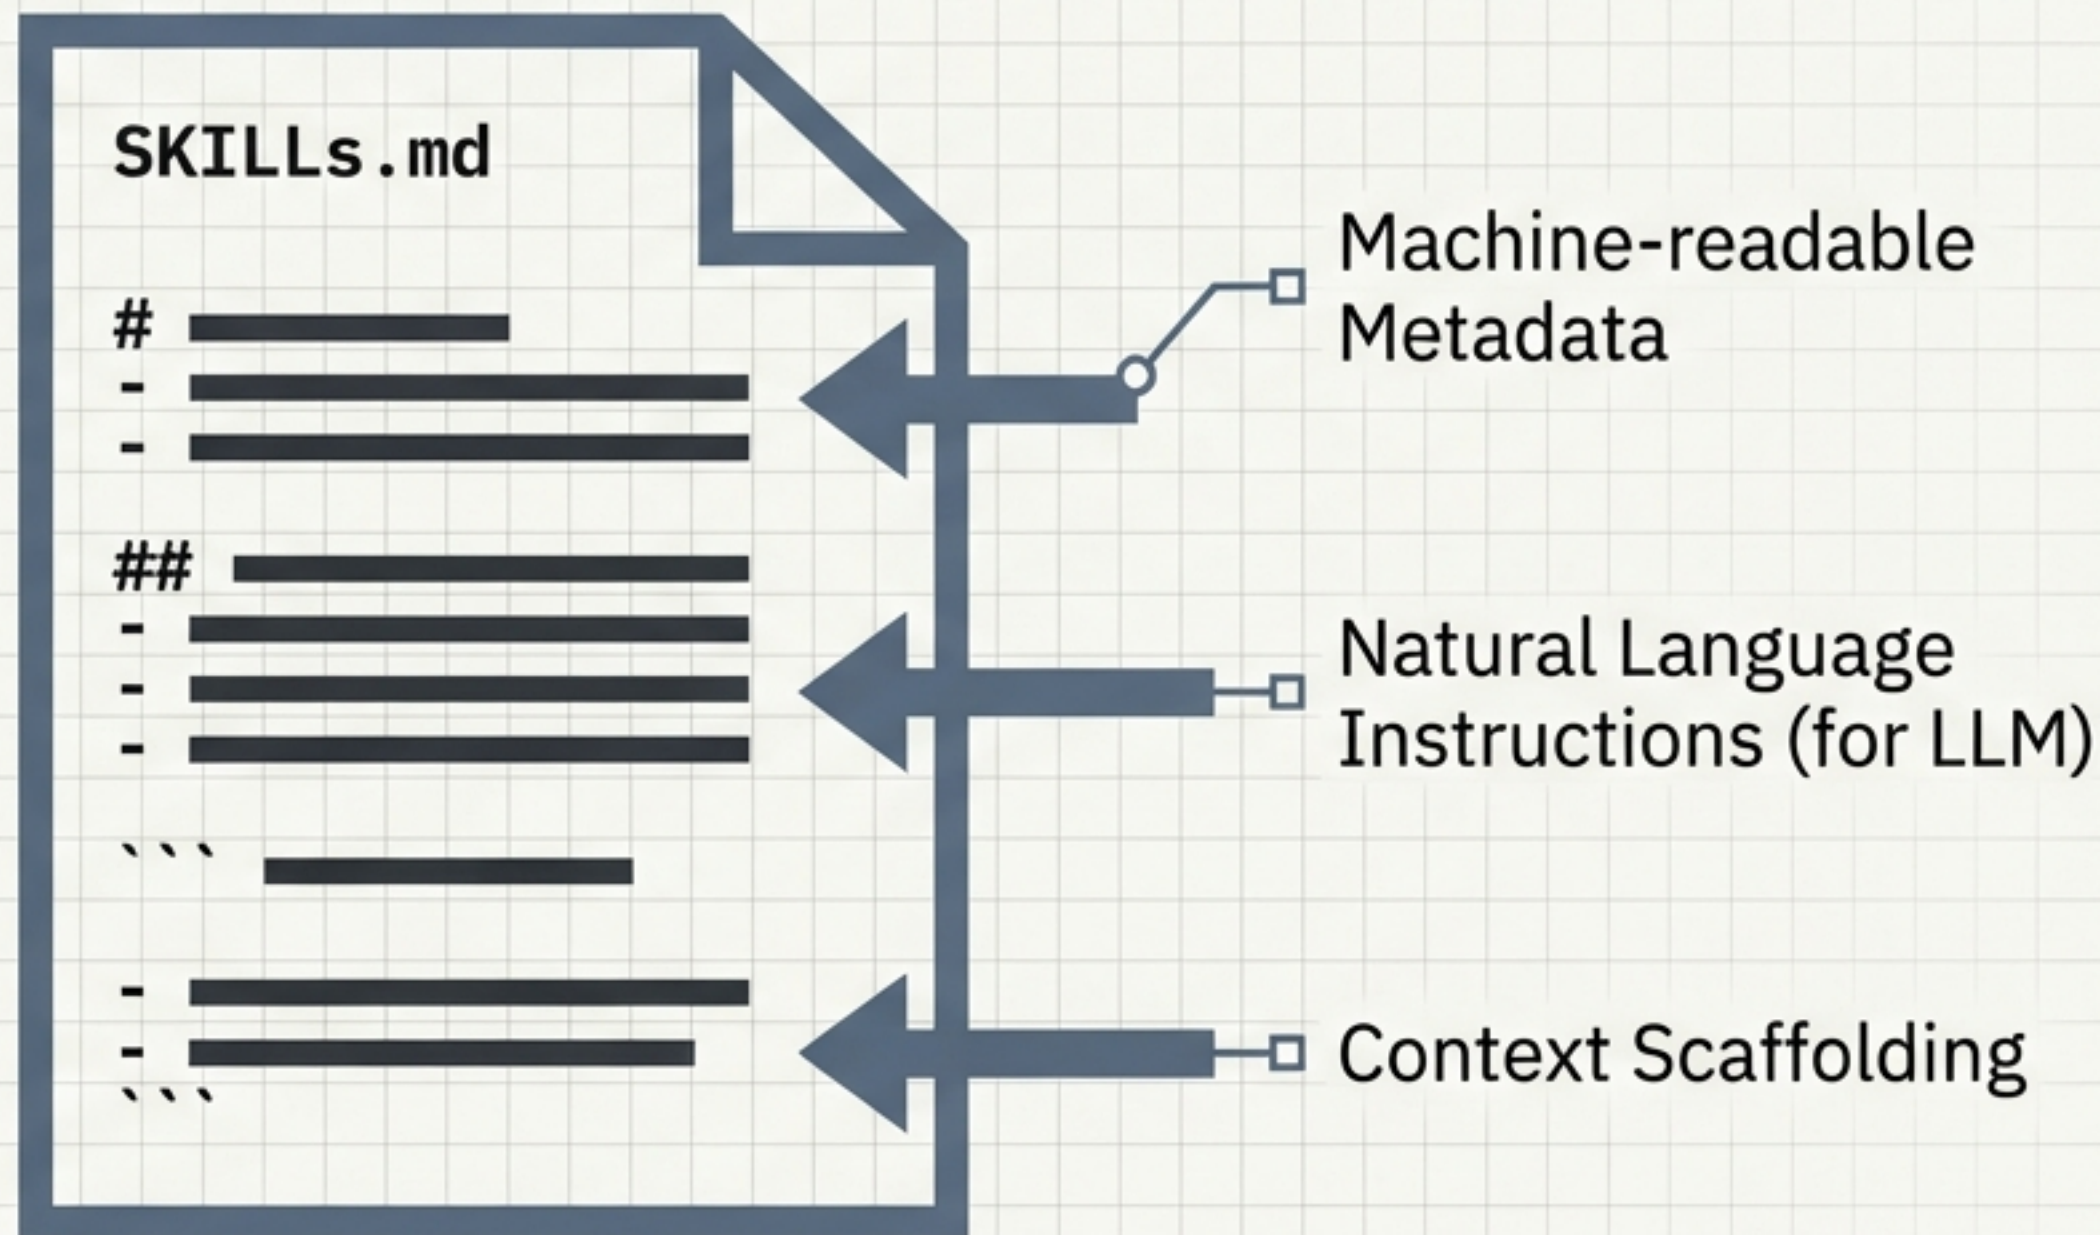 SKILLs.md
#
-
-
##
-
-
-
```
-
-
```
Machine-readable
Metadata
Natural Language
Instructions (for LLM)
Context Scaffolding